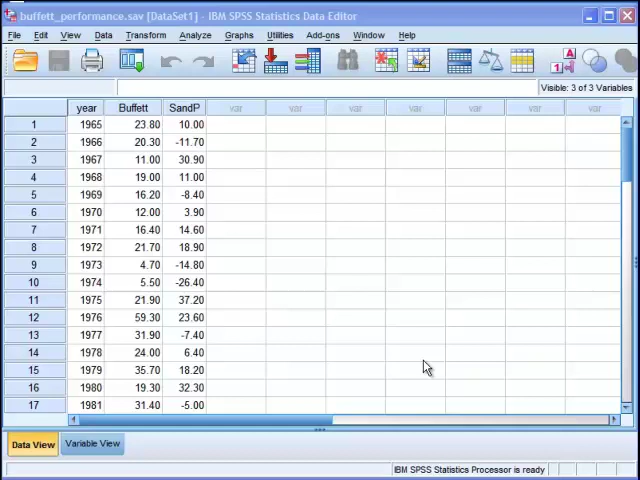 buffett_performance.sav [DataSet1] - IBM SPSS Statistics Data Editor
File Edit View Data Transform Analyze Graphs Utilities Add-ons Window Help
Visible: 3 of 3 Variables
year Buffett SandP var var var var var var var
1 1965 23.80 10.00
2 1966 20.30 -11.70
3 1967 11.00 30.90
4 1968 19.00 11.00
5 1969 16.20 -8.40
6 1970 12.00 3.90
7 1971 16.40 14.60
8 1972 21.70 18.90
9 1973 4.70 -14.80
10 1974 5.50 -26.40
11 1975 21.90 37.20
12 1976 59.30 23.60
13 1977 31.90 -7.40
14 1978 24.00 6.40
15 1979 35.70 18.20
16 1980 19.30 32.30
17 1981 31.40 -5.00
Data View Variable View
IBM SPSS Statistics Processor is ready